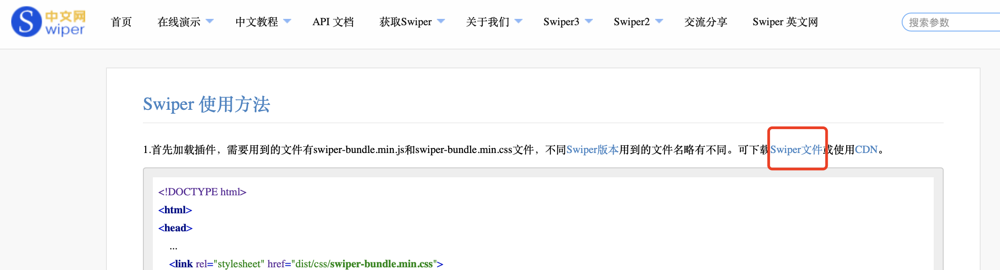 S 中文网
wiper
首页 在线演示 中文教程 API 文档 获取Swiper 关于我们 Swiper3 Swiper2 交流分享 Swiper 英文网 搜索参数
Swiper 使用方法
1.首先加载插件，需要用到的文件有swiper-bundle.min.js和swiper-bundle.min.css文件，不同Swiper版本用到的文件名略有不同。可下载Swiper文件或使用CDN。
<!DOCTYPE html>
<html>
<head>
...
<link rel="stylesheet" href="dist/css/swiper-bundle.min.css">